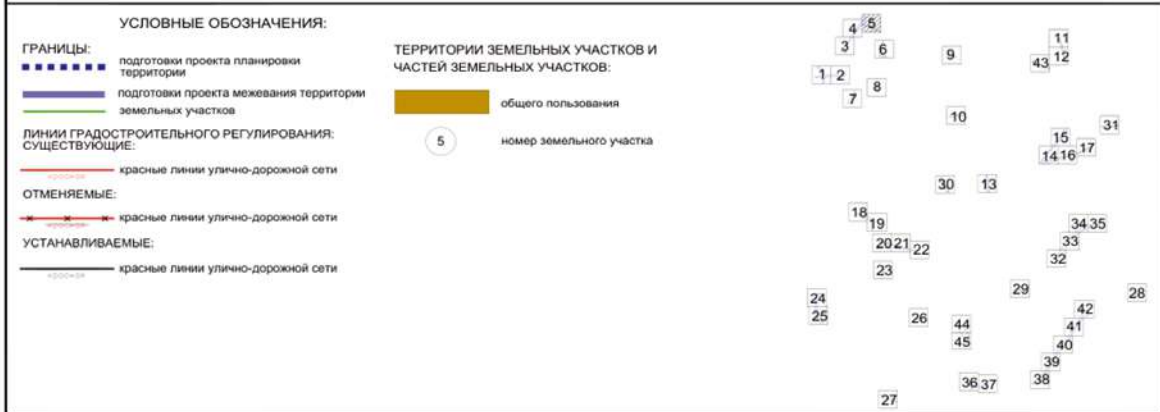 УСЛОВНЫЕ ОБОЗНАЧЕНИЯ:
ГРАНИЦЫ:
подготовки проекта планировки
территории
подготовки проекта межевания территории
земельных участков
ЛИНИИ ГРАДОСТРОИТЕЛЬНОГО РЕГУЛИРОВАНИЯ:
СУЩЕСТВУЮЩИЕ:
красные линии улично-дорожной сети
ОТМЕНЯЕМЫЕ:
красные линии улично-дорожной сети
УСТАНАВЛИВАЕМЫЕ:
красные линии улично-дорожной сети
ТЕРРИТОРИИ ЗЕМЕЛЬНЫХ УЧАСТКОВ И
ЧАСТЕЙ ЗЕМЕЛЬНЫХ УЧАСТКОВ:
общего пользования
5 номер земельного участка
4 5
3 6 9 11
12
43
1 2
8
7
10
31
15
17
14 16
30 13
18
19 34 35
20 21 22 33
32
23
29 28
24
25 26 42
44 41
45 40
39
36 37 38
27